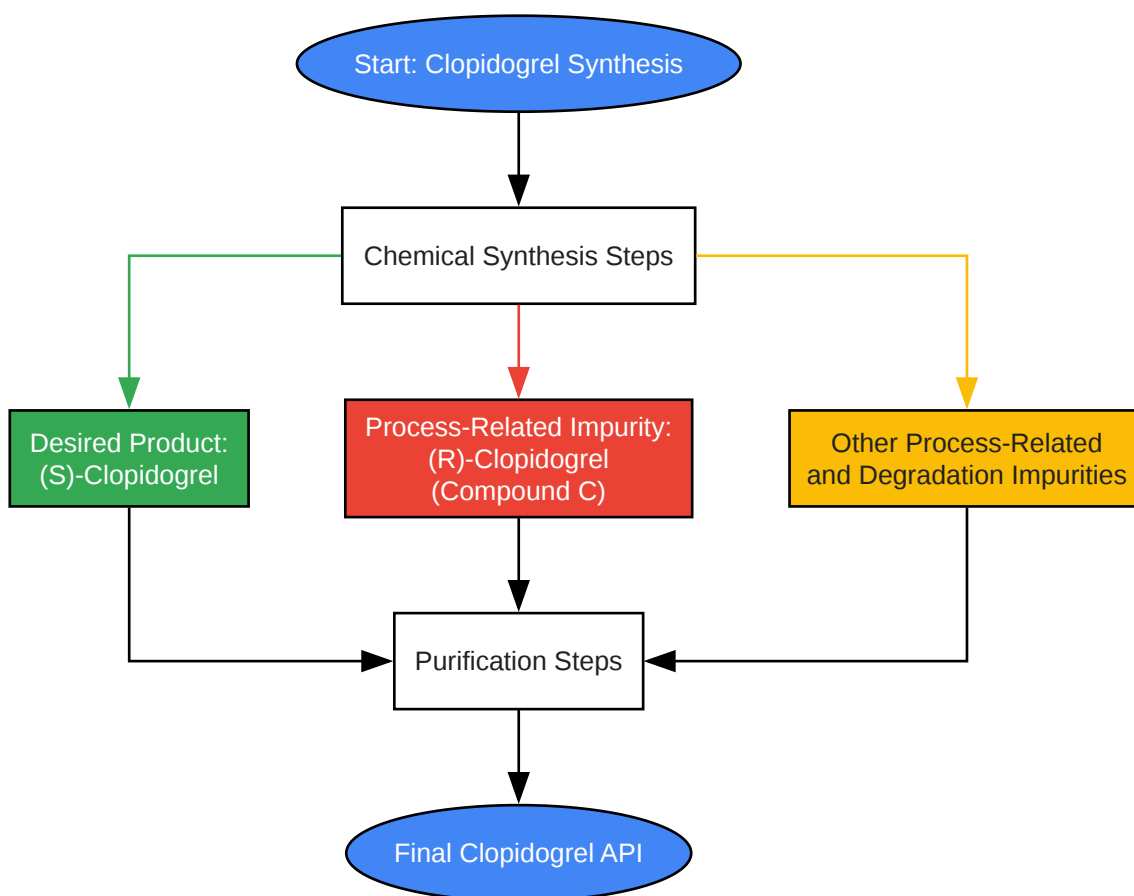 Start: Clopidogrel Synthesis
Chemical Synthesis Steps
Desired Product:
(S)-Clopidogrel
Process-Related Impurity:
(R)-Clopidogrel
(Compound C)
Other Process-Related
and Degradation Impurities
Purification Steps
Final Clopidogrel API